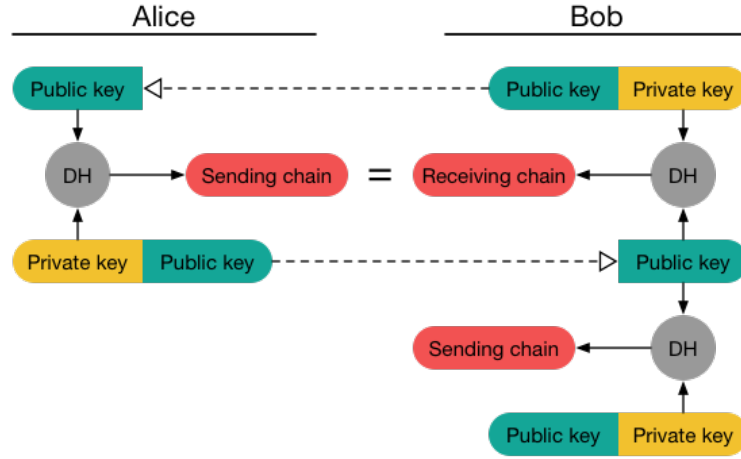 Alice Bob
Public key Public key Private key
DH Sending chain = Receiving chain DH
Private key Public key Public key
Sending chain DH
Public key Private key